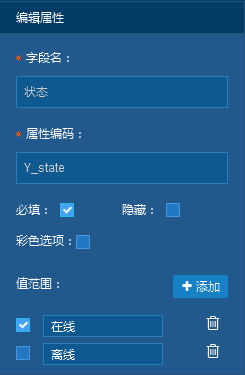 编辑属性
* 字段名：
状态
* 属性编码：
Y_state
必填： 隐藏：
彩色选项：
值范围： + 添加
在线
离线